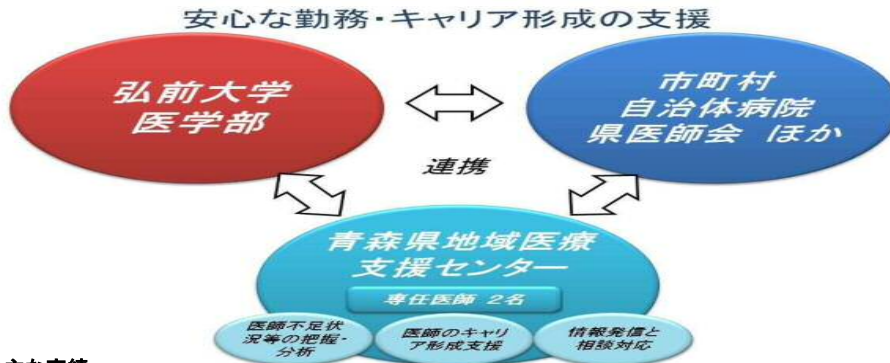 安心な勤務・キャリア形成の支援
弘前大学
医学部
市町村
自治体病院
県医師会 ほか
連携
青森県地域医療
支援センター
専任医師 2名
医師不足状
況等の把握・
分析
医師のキャリ
ア形成支援
情報発信と
相談対応